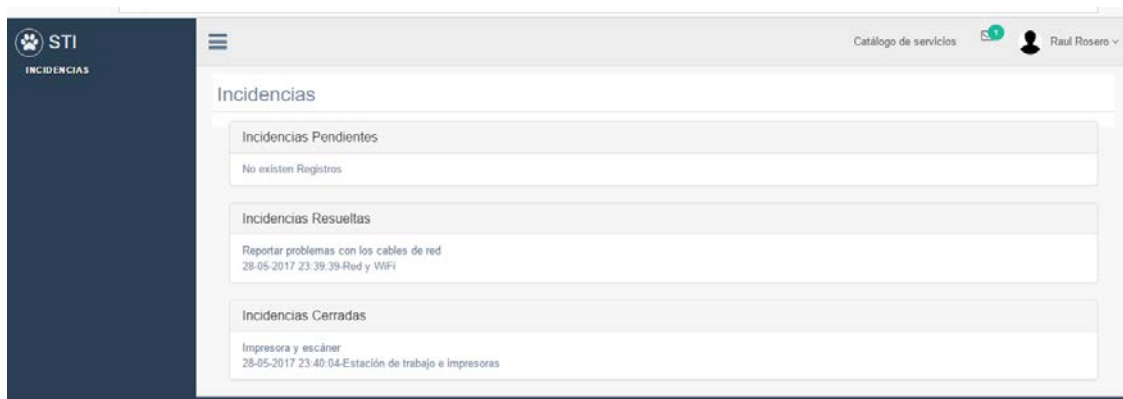 STI
INCIDENCIAS
Catálogo de servicios
1
Raul Rosero
Incidencias
Incidencias Pendientes
No existen Registros
Incidencias Resueltas
Reportar problemas con los cables de red
28-05-2017 23:39:39-Red y WiFi
Incidencias Cerradas
Impresora y escáner
28-05-2017 23:40:04-Estación de trabajo e impresoras